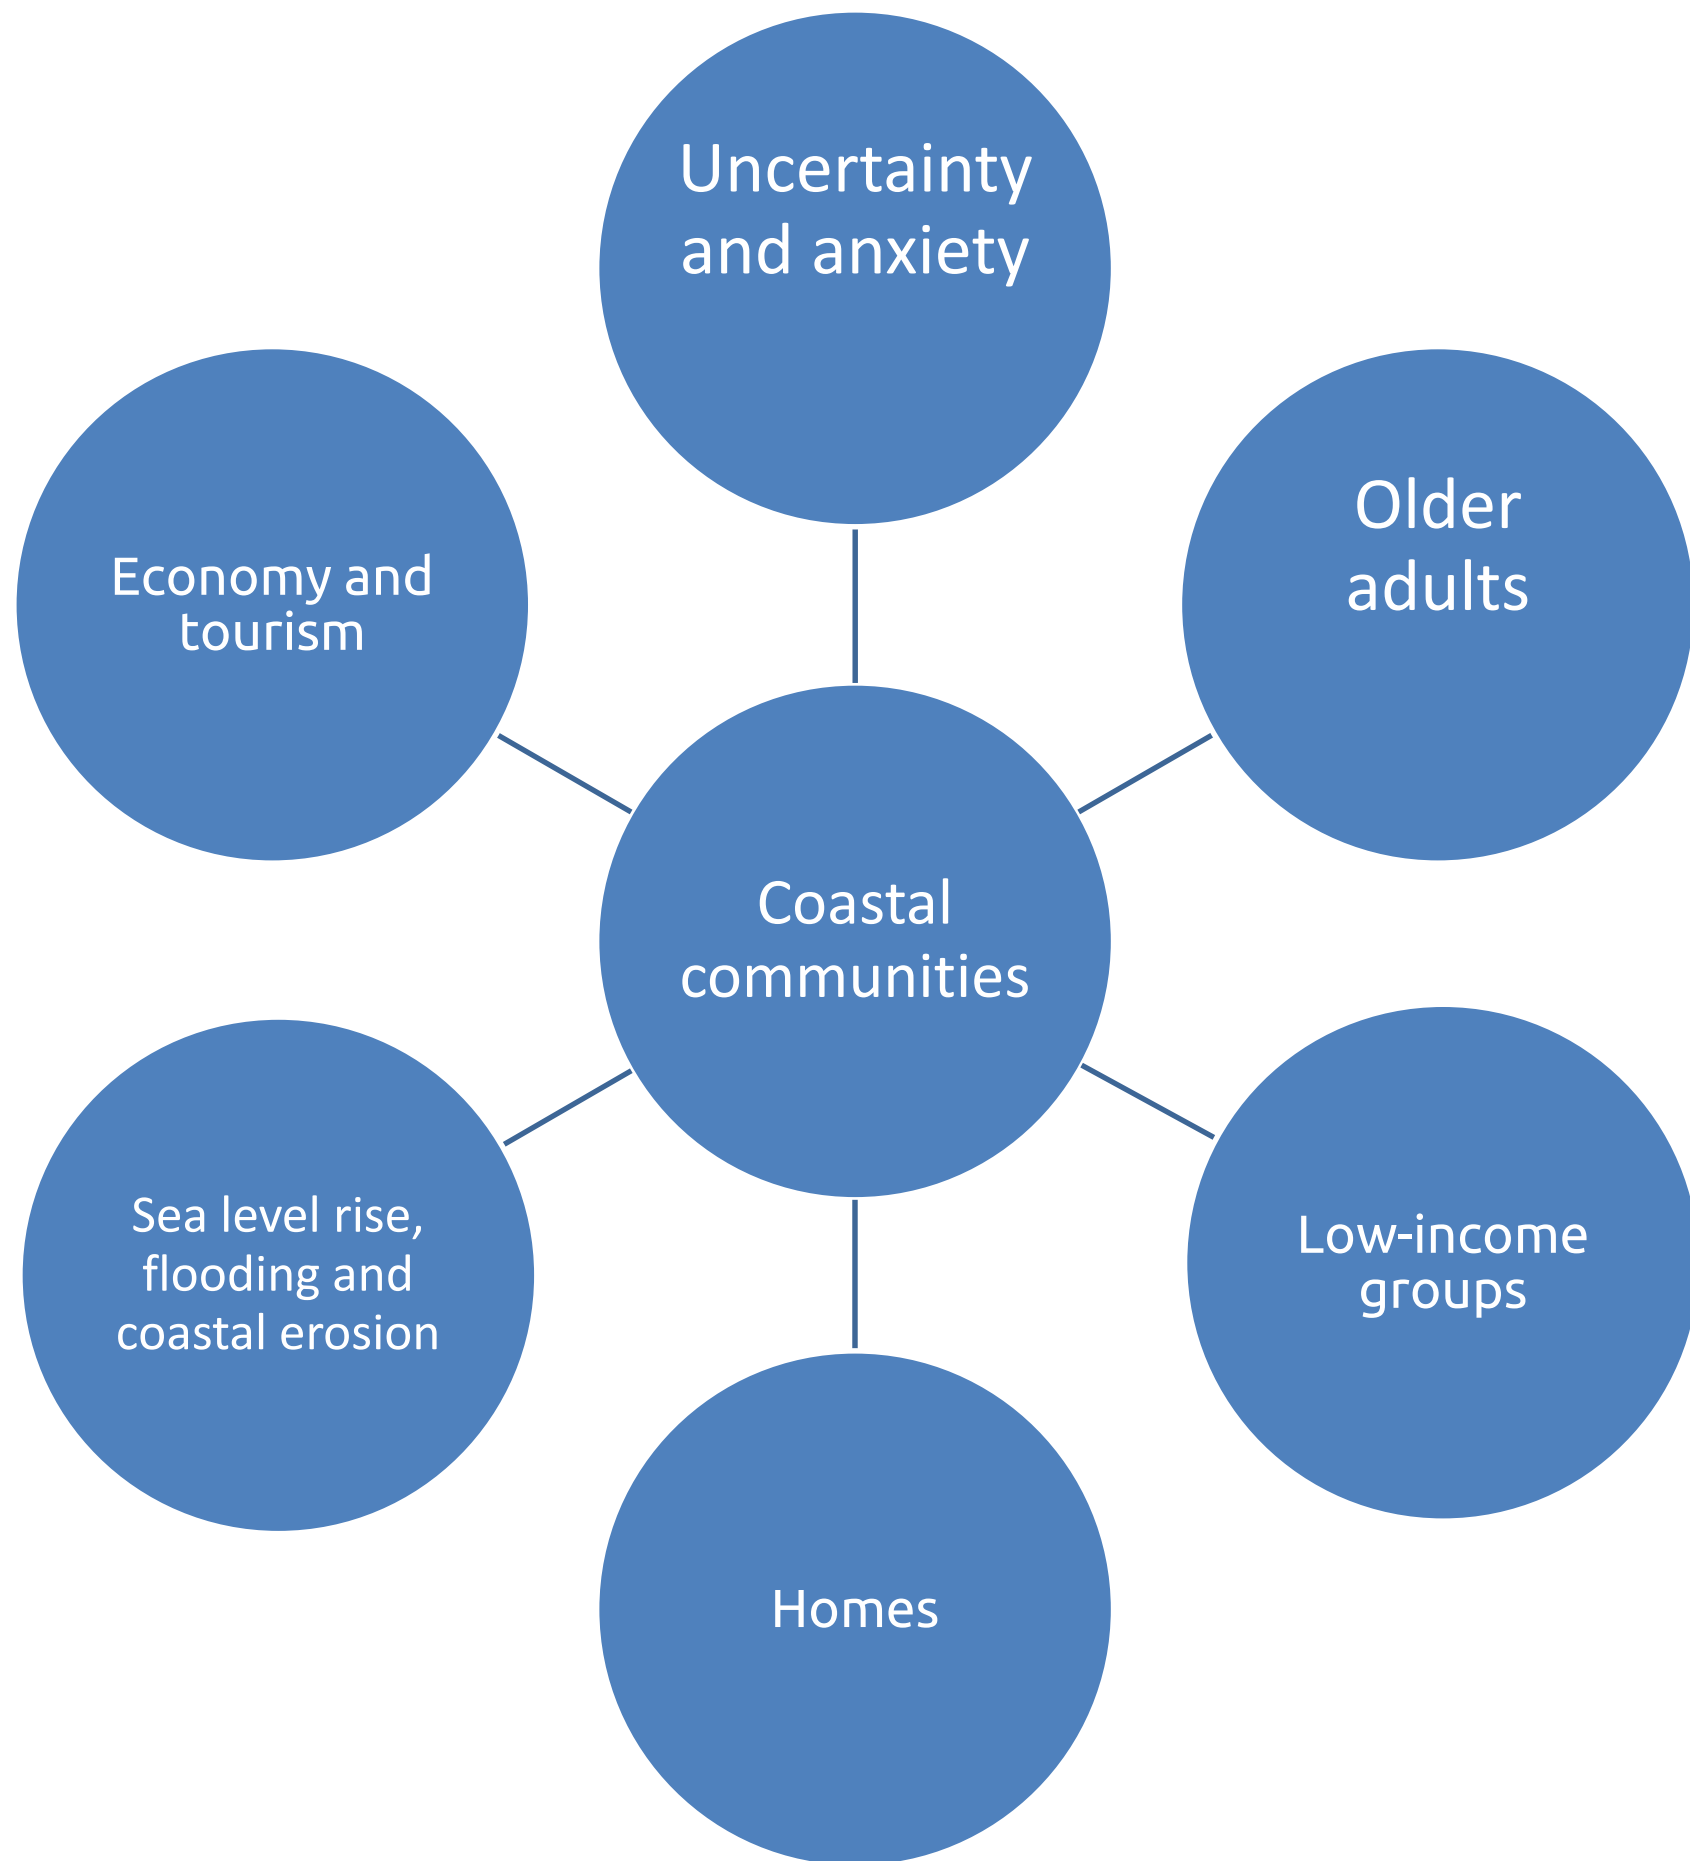 Uncertainty
and anxiety
Older
adults
Economy and
tourism
Coastal
communities
Low-income
groups
Sea level rise,
flooding and
coastal erosion
Homes